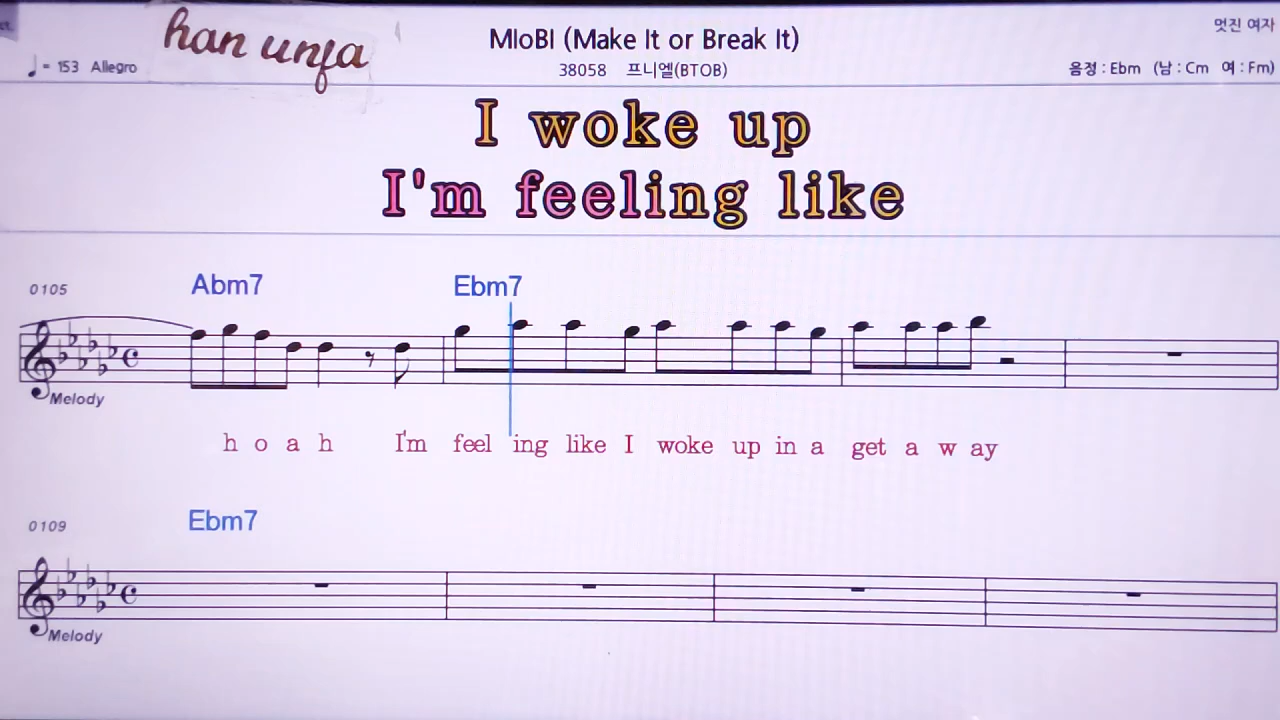 han unfa
MIoBI (Make It or Break It)
멋진 여자
♩= 153 Allegro
38058 프니엘(BTOB)
음정 : Ebm (남 : Cm 여 : Fm)
I woke up
I'm feeling like
0105 Abm7 Ebm7
Melody
h o a h I'm feel ing like I woke up in a get a w ay
0109 Ebm7
Melody